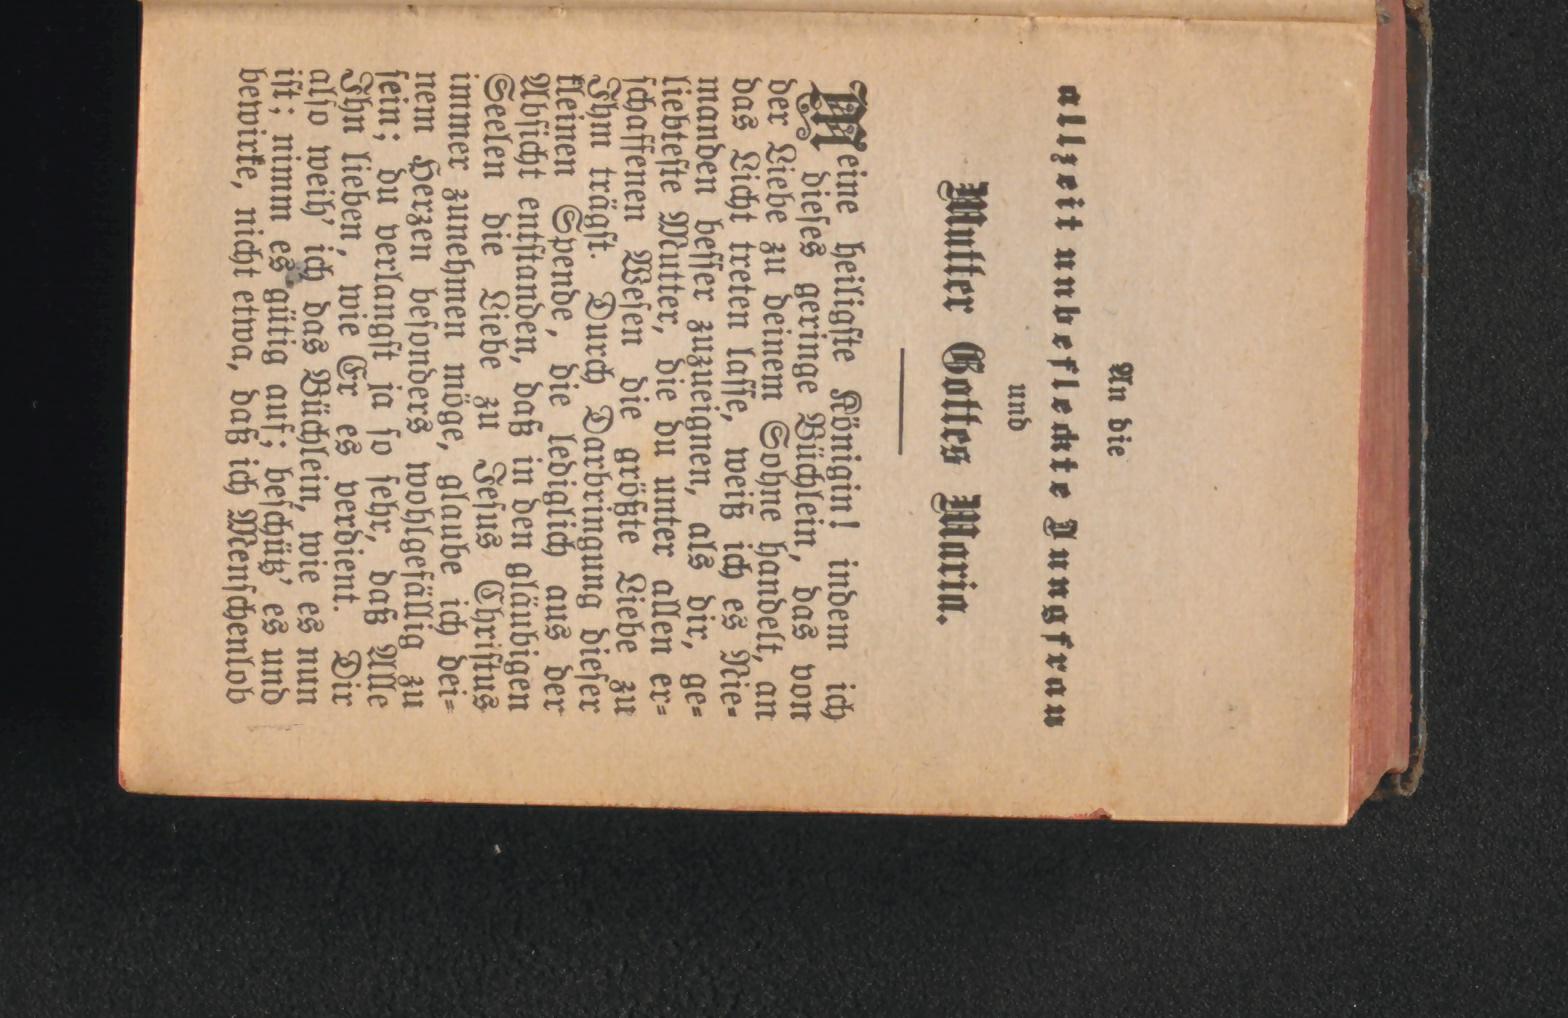 An die
allzeit unbefleckte Jungfrau
und
Mutter Gottes Maria.
Meine heiligste Königin! indem ich
dieses geringe Büchlein, das von
der Liebe zu deinem Sohne handelt, an
das Licht treten lasse, weiß ich es Nie-
manden besser zuzueignen, als dir, ge-
liebteste Mutter, die du unter allen er-
schaffenen Wesen die größte Liebe zu
Ihm trägst. Durch Darbringung dieser
kleinen Spende, die lediglich aus der
Absicht entstanden, daß in den gläubigen
Seelen die Liebe zu Jesus Christus
immer zunehmen möge, glaube ich dei-
nem Herzen besonders wohlgefällig zu
sein; du verlangst ja so sehr, daß Alle
Ihn lieben, wie Er es verdient. Dir
also weih' ich das Büchlein, wie es nun
ist; nimm es gütig auf, beschütz' es und
bewirke, nicht etwa, daß ich Menschenlob